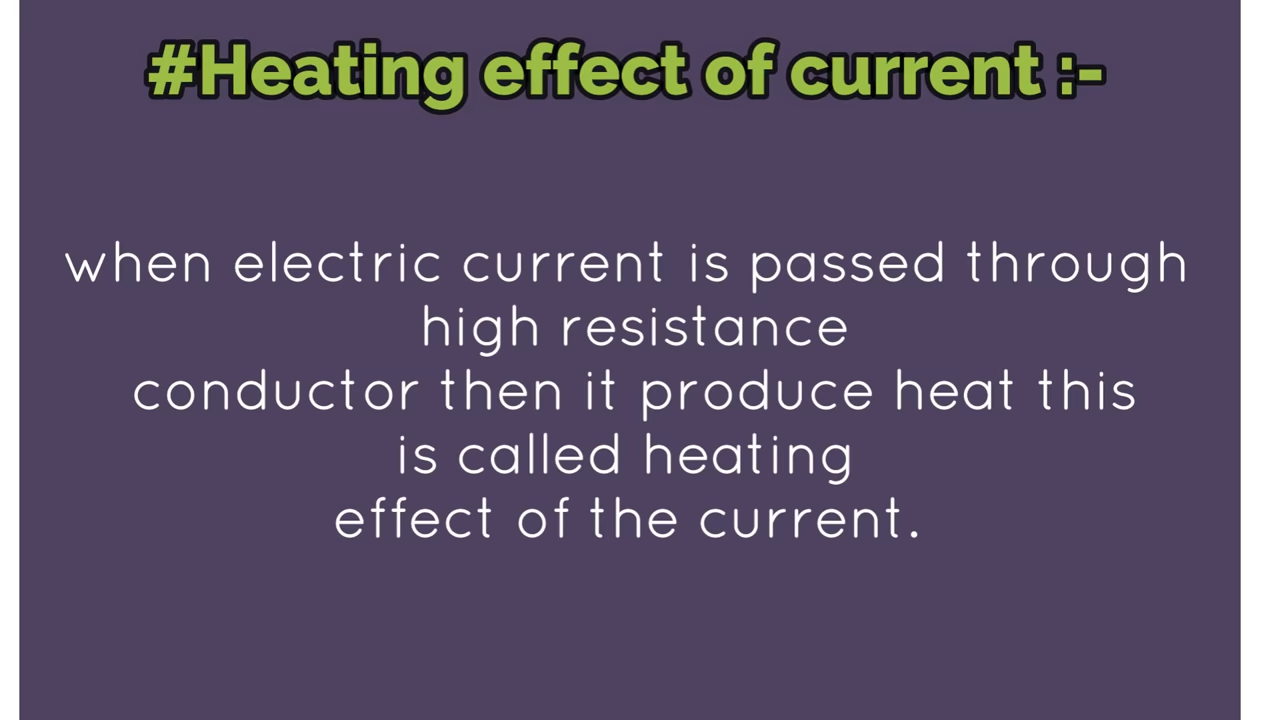 #Heating effect of current :-
when electric current is passed through
high resistance
conductor then it produce heat this
is called heating
effect of the current.